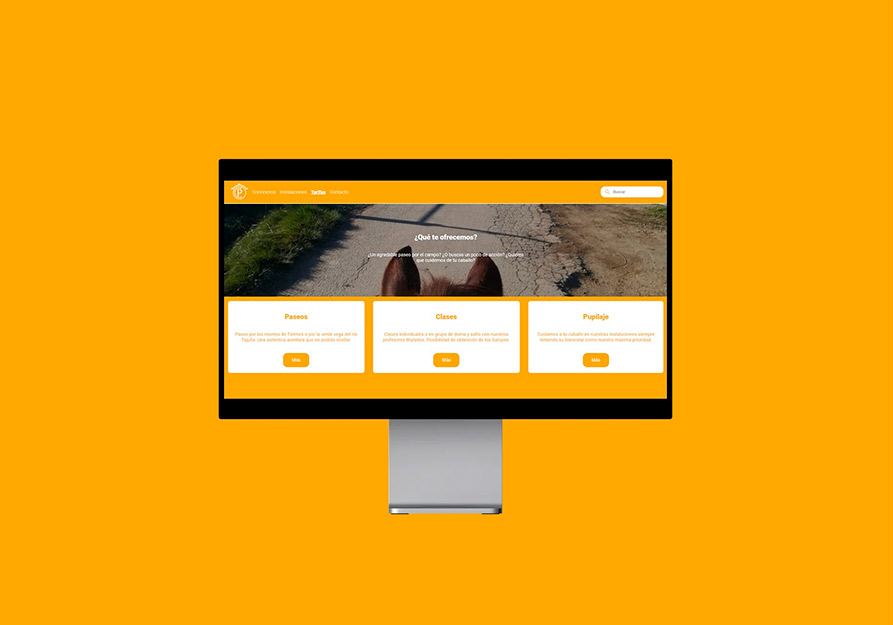 Conócenos Instalaciones Tarifas Contacto
Buscar
¿Qué te ofrecemos?
¿Un agradable paseo por el campo? ¿O buscas un poco de acción? ¿Quieres
que cuidemos de tu caballo?
Paseos
Paseo por los montes de Tielmes o por la verde vega del río
Tajuña. Una auténtica aventura que no podrás olvidar.
Más
Clases
Clases individuales o en grupo de doma y salto con nuestros
profesores titulados. Posibilidad de obtención de los Galopes.
Más
Pupilaje
Cuidamos a tu caballo en nuestras instalaciones siempre
teniendo su bienestar como nuestra máxima prioridad.
Más